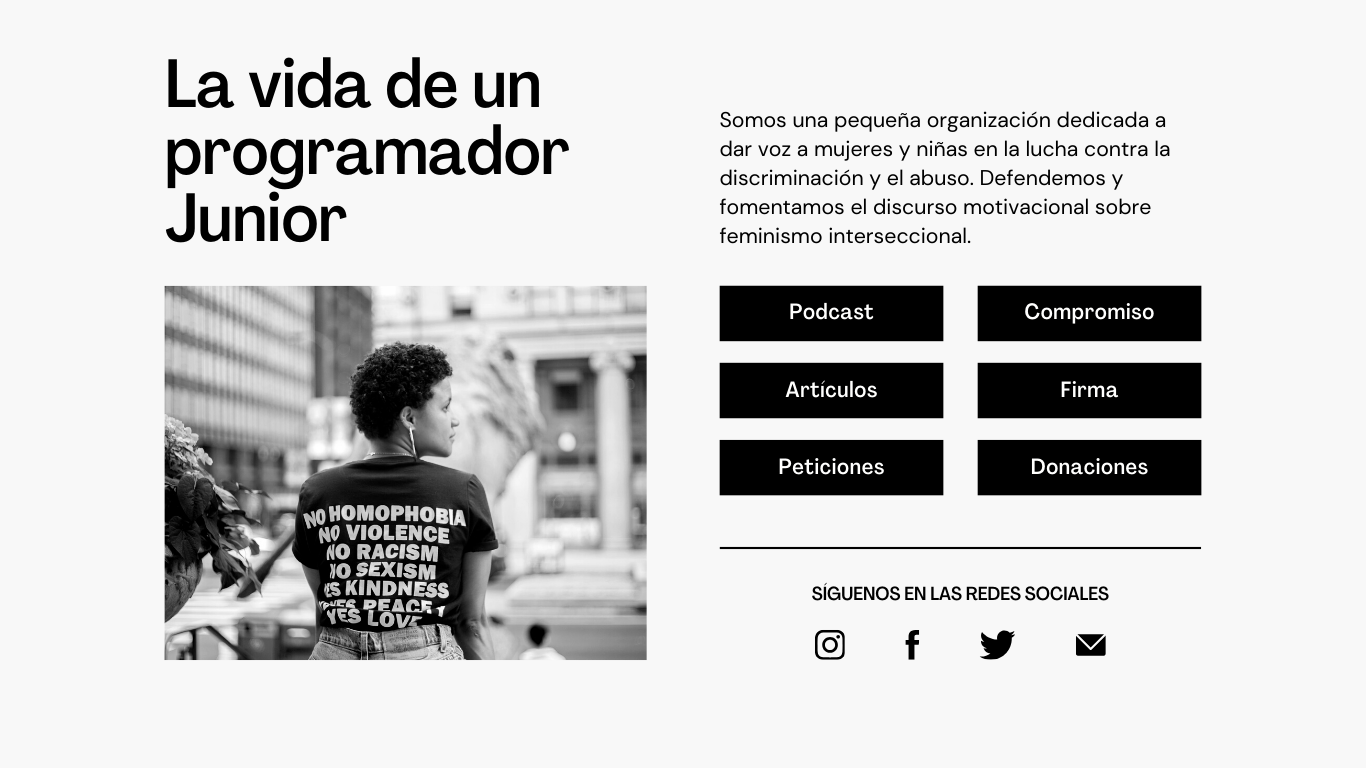 La vida de un
programador
Junior
Somos una pequeña organización dedicada a
dar voz a mujeres y niñas en la lucha contra la
discriminación y el abuso. Defendemos y
fomentamos el discurso motivacional sobre
feminismo interseccional.
Podcast
Compromiso
Artículos
Firma
Peticiones
Donaciones
SÍGUENOS EN LAS REDES SOCIALES
NO HOMOPHOBIA
NO VIOLENCE
NO RACISM
NO SEXISM
YES KINDNESS
YES PEACE
YES LOVE